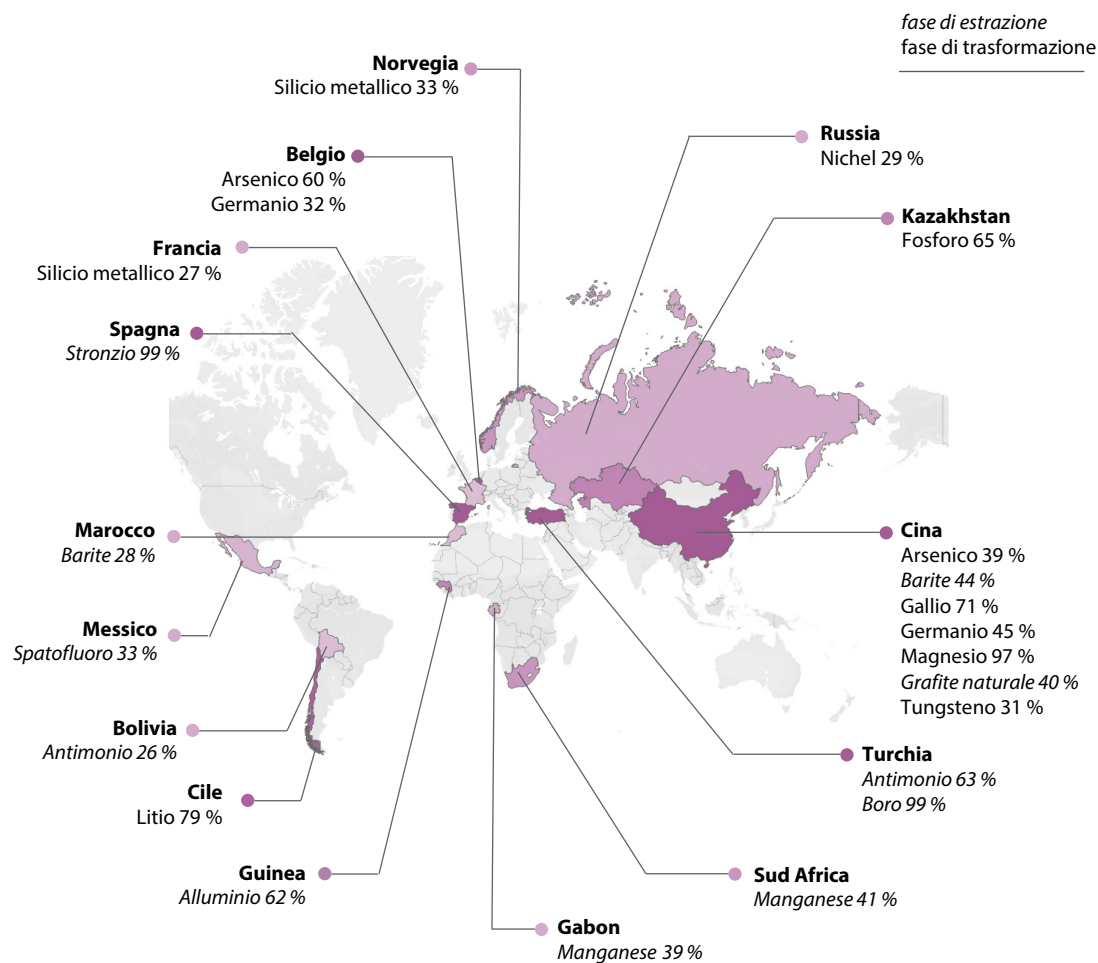 fase di estrazione
fase di trasformazione
Norvegia
Silicio metallico 33 %
Belgio
Arsenico 60 %
Germanio 32 %
Francia
Silicio metallico 27 %
Spagna
Stronzio 99 %
Marocco
Barite 28 %
Messico
Spatofluoro 33 %
Bolivia
Antimonio 26 %
Cile
Litio 79 %
Guinea
Alluminio 62 %
Gabon
Manganese 39 %
Sud Africa
Manganese 41 %
Turchia
Antimonio 63 %
Boro 99 %
Cina
Arsenico 39 %
Barite 44 %
Gallio 71 %
Germanio 45 %
Magnesio 97 %
Grafite naturale 40 %
Tungsteno 31 %
Kazakhstan
Fosforo 65 %
Russia
Nichel 29 %